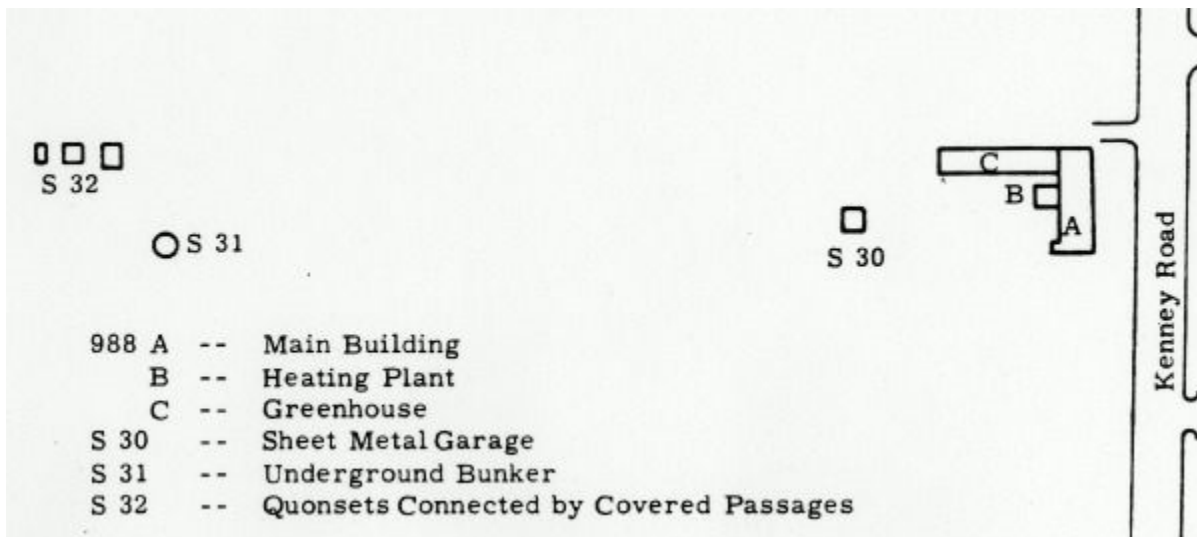 C
S 32
B
A
S 31
S 30
Kenney Road
988 A -- Main Building
B -- Heating Plant
C -- Greenhouse
S 30 -- Sheet Metal Garage
S 31 -- Underground Bunker
S 32 -- Quonsets Connected by Covered Passages